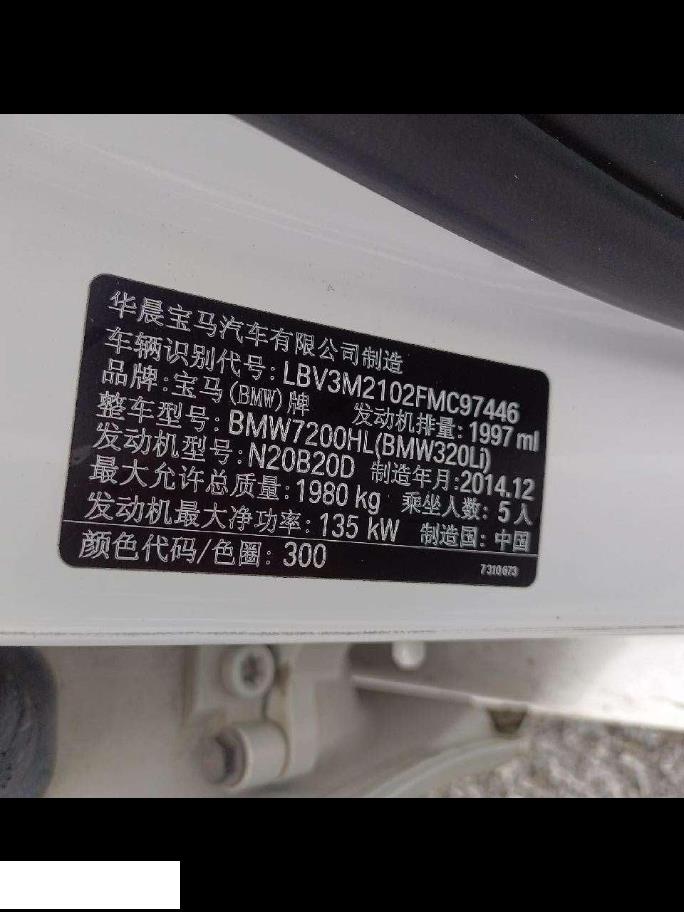 华晨宝马汽车有限公司制造
车辆识别代号: LBV3M2102FMC97446
品牌: 宝马(BMW)牌 发动机排量: 1997 ml
整车型号: BMW7200HL(BMW320Li)
发动机型号: N20B20D 制造年月: 2014.12
最大允许总质量: 1980 kg 乘坐人数: 5人
发动机最大净功率: 135 kW 制造国: 中国
颜色代码/色圈: 300
7310673